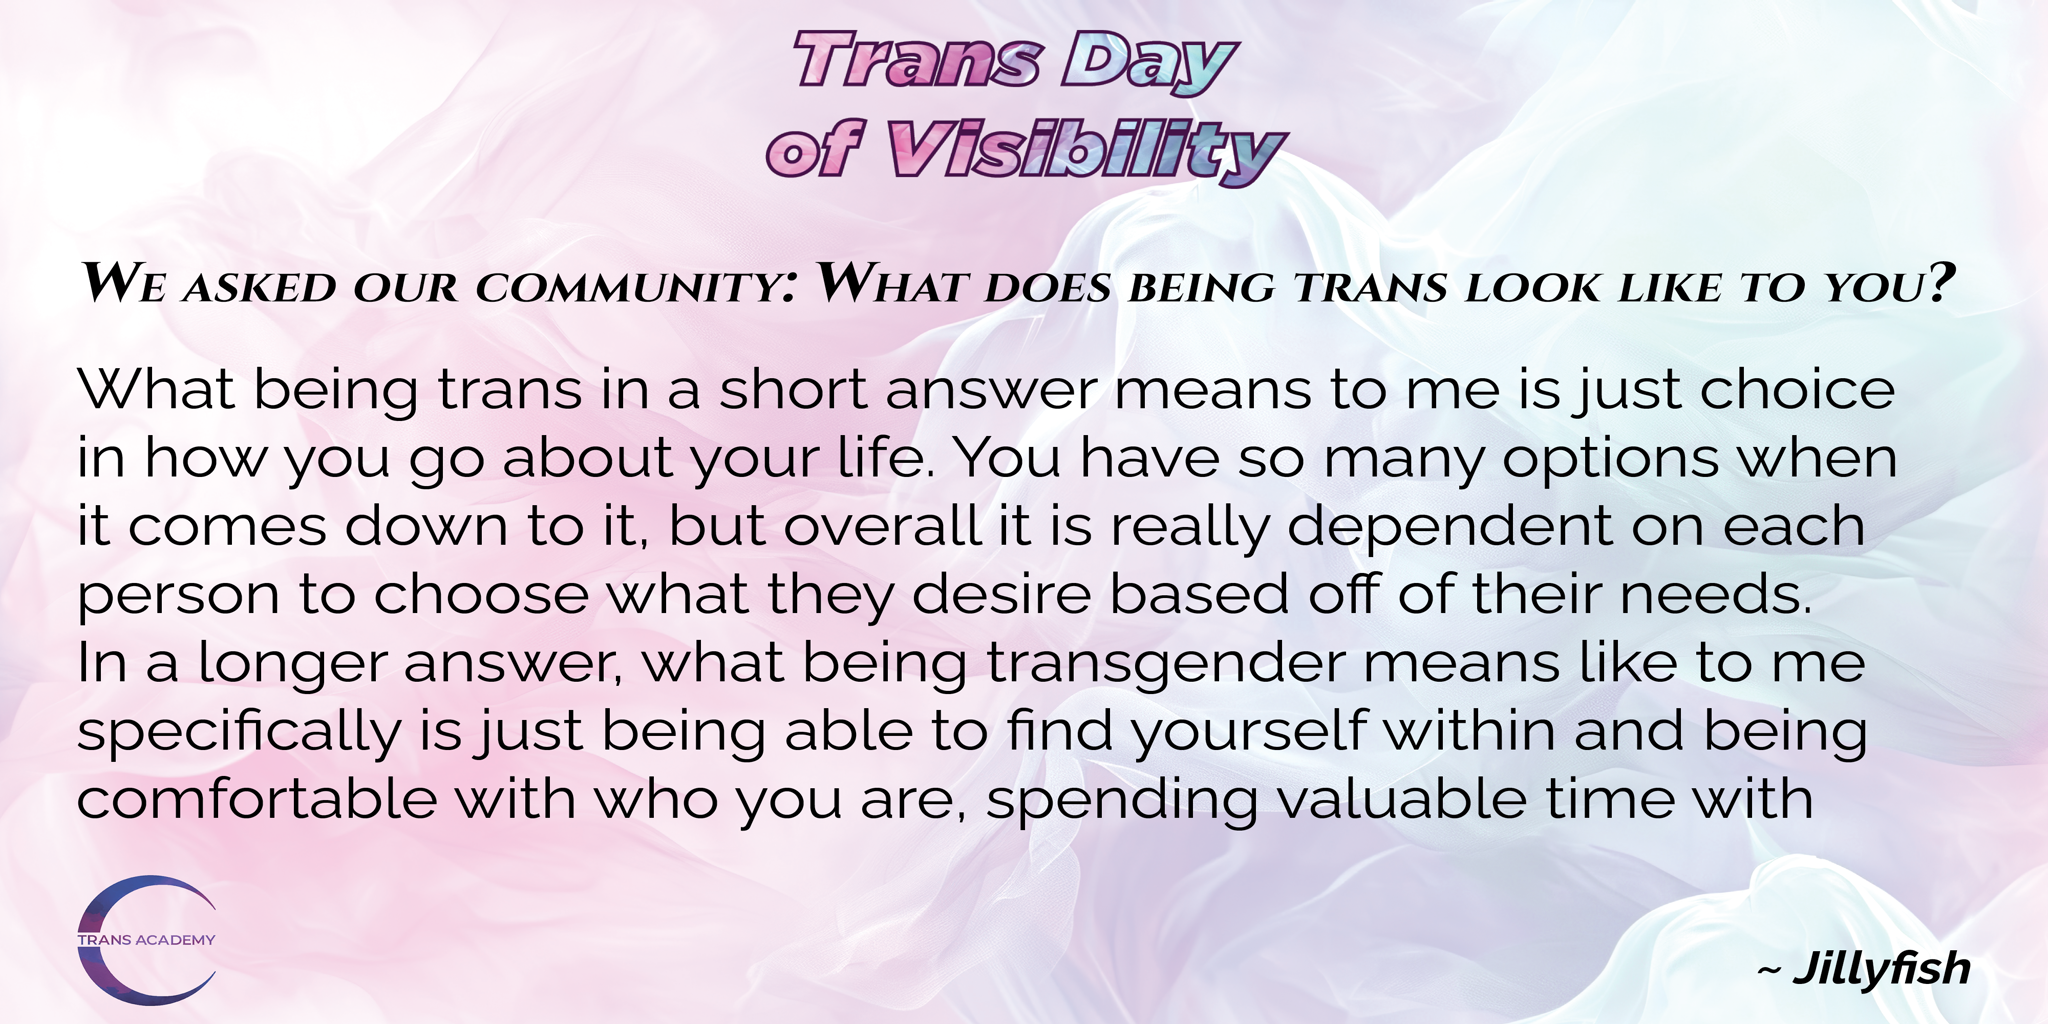 Trans Day
of Visibility
We asked our community: What does being trans look like to you?
What being trans in a short answer means to me is just choice
in how you go about your life. You have so many options when
it comes down to it, but overall it is really dependent on each
person to choose what they desire based off of their needs.
In a longer answer, what being transgender means like to me
specifically is just being able to find yourself within and being
comfortable with who you are, spending valuable time with
TRANS ACADEMY
~ Jillyfish